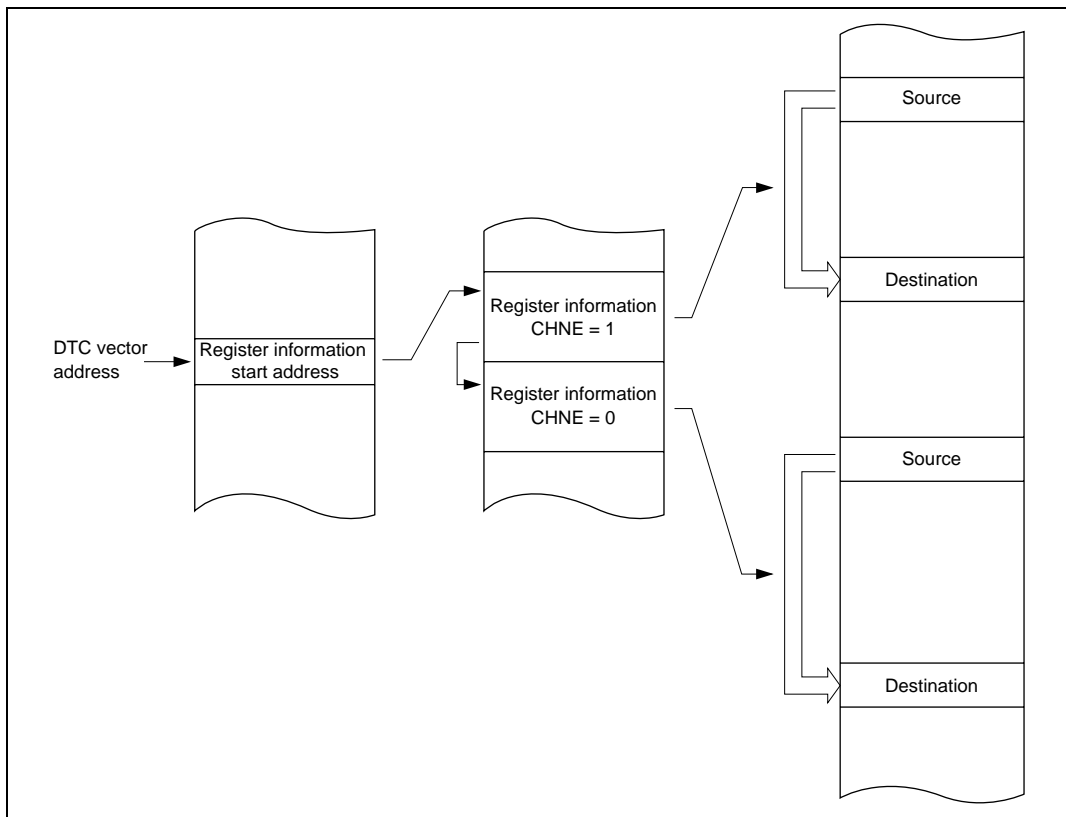 DTC vector
address
Register information
start address
Register information
CHNE = 1
Register information
CHNE = 0
Source
Destination
Source
Destination